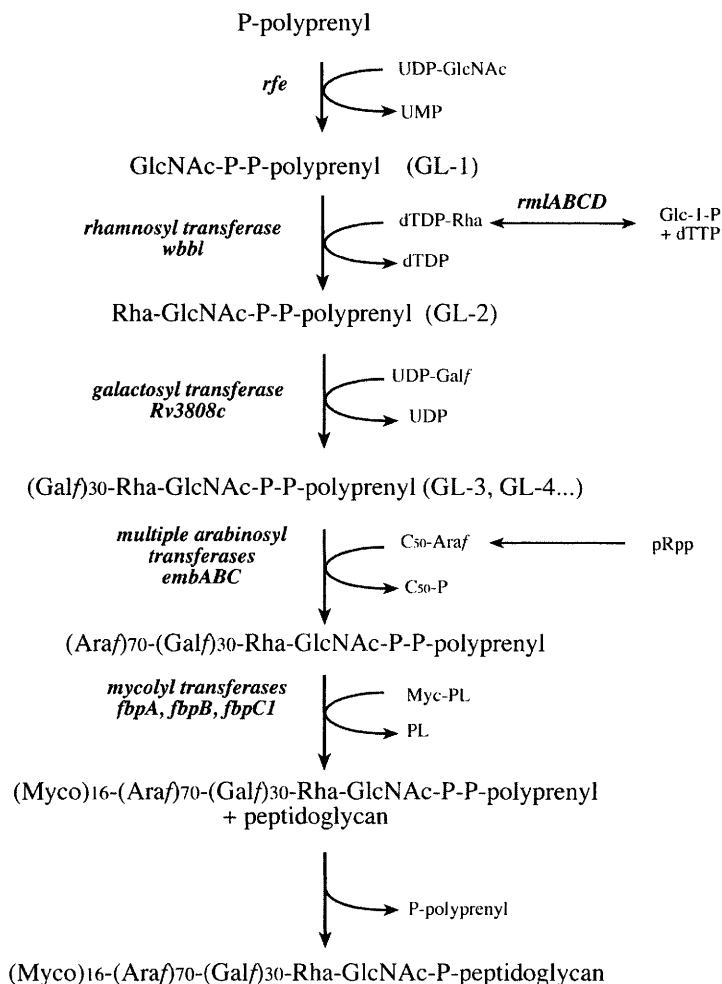 P-polyprenyl
UDP-GlcNAc
rfe
UMP
GlcNAc-P-P-polyprenyl (GL-1)
rmlABCD
dTDP-Rha
Glc-1-P
+ dTTP
rhamnosyl transferase
wbbl
dTDP
Rha-GlcNAc-P-P-polyprenyl (GL-2)
UDP-Galf
galactosyl transferase
Rv3808c
UDP
(Galf)30-Rha-GlcNAc-P-P-polyprenyl (GL-3, GL-4...)
multiple arabinosyl
transferases
embABC
C50-Araf
pRpp
C50-P
(Araf)70-(Galf)30-Rha-GlcNAc-P-P-polyprenyl
mycolyl transferases
fbpA, fbpB, fbpC1
Myc-PL
PL
(Myco)16-(Araf)70-(Galf)30-Rha-GlcNAc-P-P-polyprenyl
+ peptidoglycan
P-polyprenyl
(Myco)16-(Araf)70-(Galf)30-Rha-GlcNAc-P-peptidoglycan